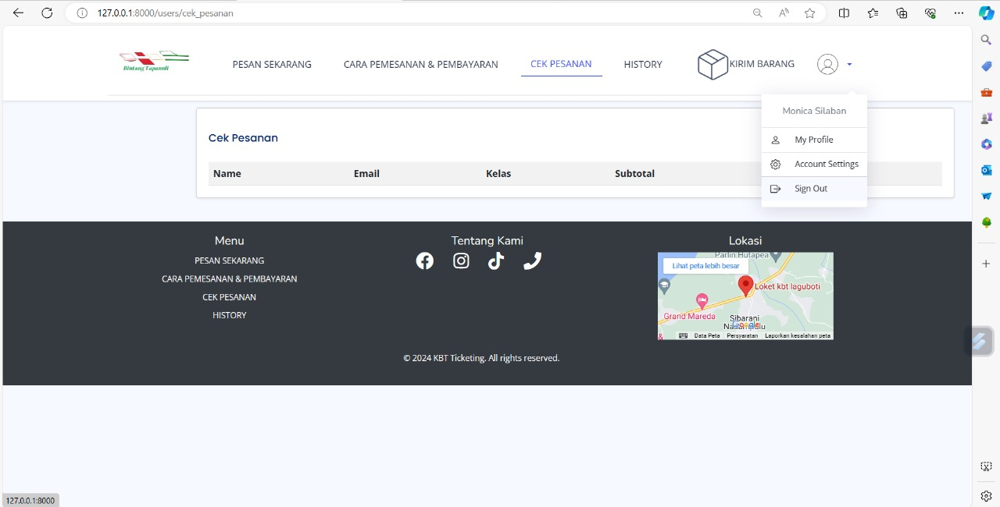 127.0.0.1:8000/users/cek_pesanan
Bintang Tapanuli
PESAN SEKARANG
CARA PEMESANAN & PEMBAYARAN
CEK PESANAN
HISTORY
KIRIM BARANG
Monica Silaban
My Profile
Account Settings
Sign Out
Cek Pesanan
Name Email Kelas Subtotal
Menu
PESAN SEKARANG
CARA PEMESANAN & PEMBAYARAN
CEK PESANAN
HISTORY
Tentang Kami
Lokasi
Parlin Hutapea
Lihat peta lebih besar
Loket kbt laguboti
Grand Mareda
Sibarani
Google
Data Peta Persyaratan Laporkan kesalahan peta
© 2024 KBT Ticketing. All rights reserved.
127.0.0.1:8000